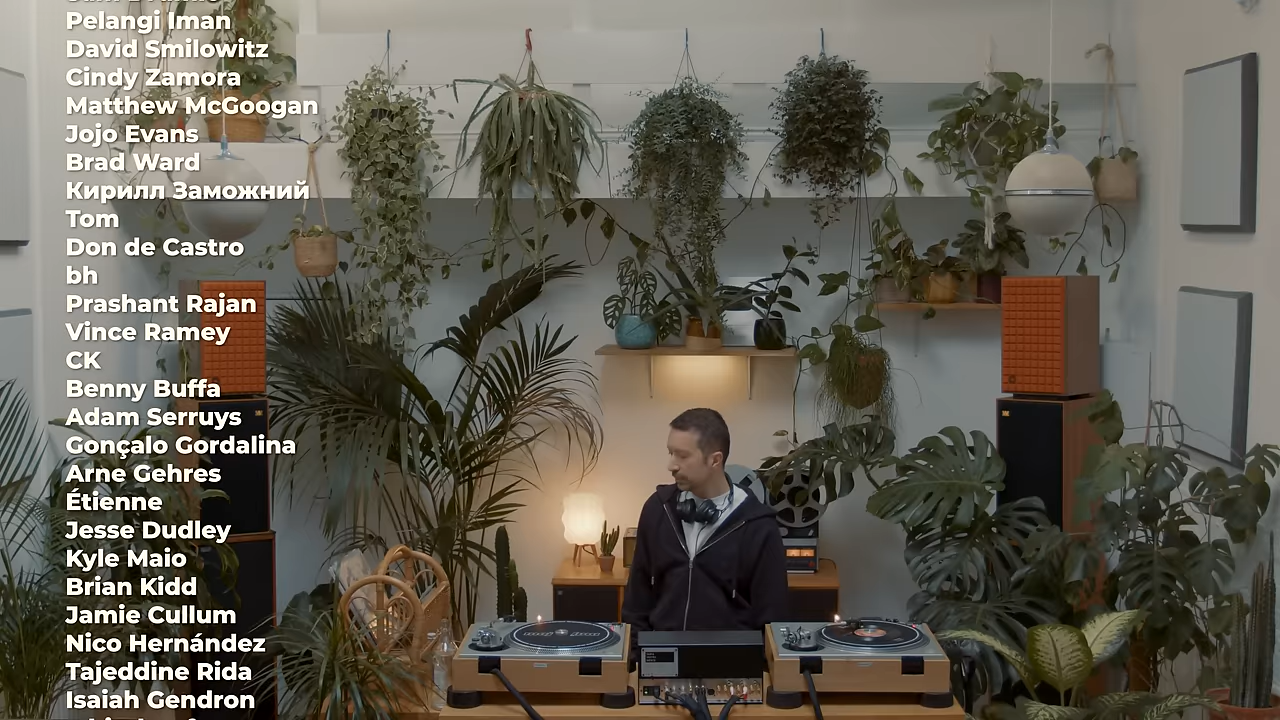 Pelangi Iman
David Smilowitz
Cindy Zamora
Matthew McGoogan
Jojo Evans
Brad Ward
Кирилл Заможний
Tom
Don de Castro
bh
Prashant Rajan
Vince Ramey
CK
Benny Buffa
Adam Serruys
Gonçalo Gordalina
Arne Gehres
Étienne
Jesse Dudley
Kyle Maio
Brian Kidd
Jamie Cullum
Nico Hernández
Tajeddine Rida
Isaiah Gendron